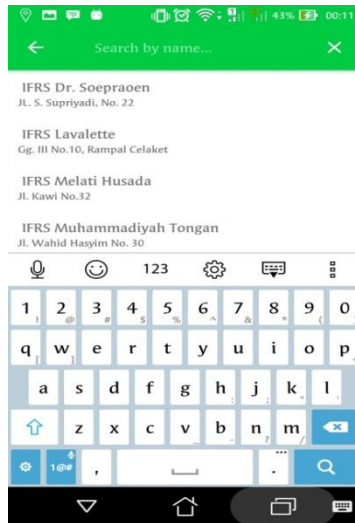 43% 00:11
Search by name...
IFRS Dr. Soepraoen
JL. S. Supriyadi, No. 22
IFRS Lavalette
Gg. III No.10, Rampal Celaket
IFRS Melati Husada
Jl. Kawi No.32
IFRS Muhammadiyah Tongan
Jl. Wahid Hasyim No. 30
123
1 2 3 4 5 6 7 8 9 0
! @ # $ % ^ & * ( )
q w e r t y u i o p
a s d f g h j k l
z x c v b n m
1@# , .